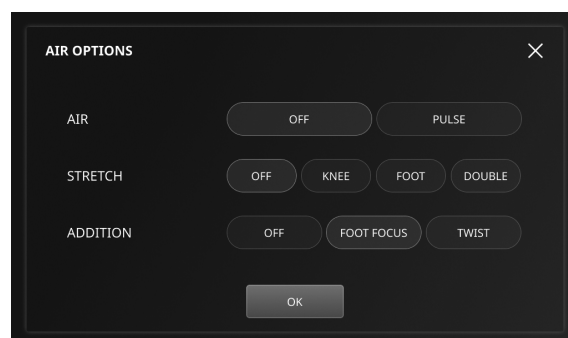 AIR OPTIONS
AIR OFF PULSE
STRETCH OFF KNEE FOOT DOUBLE
ADDITION OFF FOOT FOCUS TWIST
OK